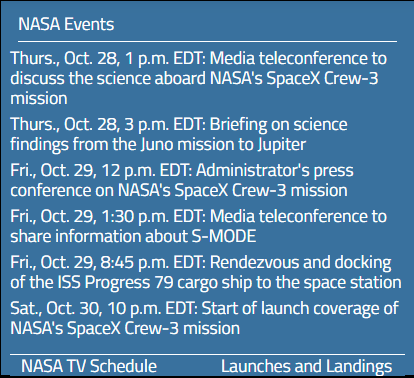 NASA Events
Thurs., Oct. 28, 1 p.m. EDT: Media teleconference to
discuss the science aboard NASA's SpaceX Crew-3
mission
Thurs., Oct. 28, 3 p.m. EDT: Briefing on science
findings from the Juno mission to Jupiter
Fri., Oct. 29, 12 p.m. EDT: Administrator's press
conference on NASA's SpaceX Crew-3 mission
Fri., Oct. 29, 1:30 p.m. EDT: Media teleconference to
share information about S-MODE
Fri., Oct. 29, 8:45 p.m. EDT: Rendezvous and docking
of the ISS Progress 79 cargo ship to the space station
Sat., Oct. 30, 10 p.m. EDT: Start of launch coverage of
NASA's SpaceX Crew-3 mission
NASA TV Schedule Launches and Landings